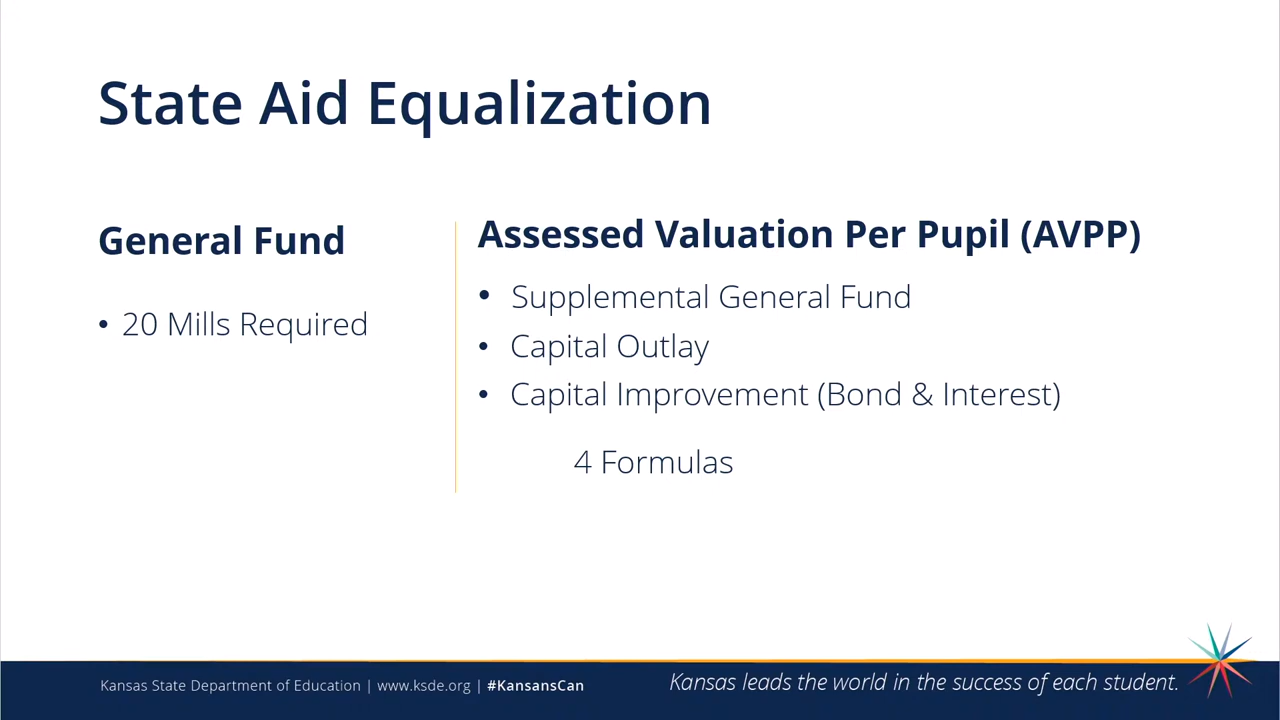 State Aid Equalization
General Fund
• 20 Mills Required
Assessed Valuation Per Pupil (AVPP)
• Supplemental General Fund
• Capital Outlay
• Capital Improvement (Bond & Interest)
4 Formulas
Kansas State Department of Education | www.ksde.org | #KansansCan
Kansas leads the world in the success of each student.